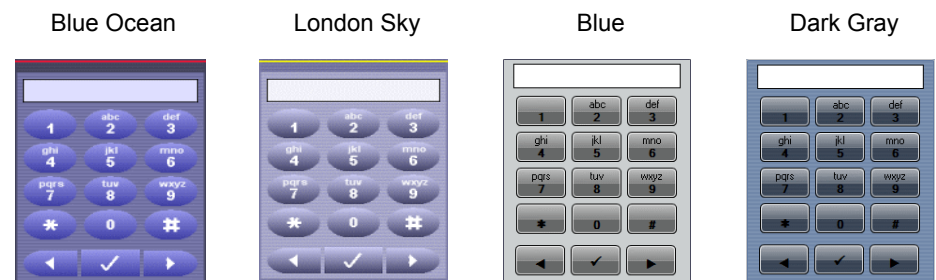 Blue Ocean London Sky Blue Dark Gray
1 abc 2 def 3
ghi 4 jkl 5 mno 6
pqrs 7 tuv 8 wxyz 9
* 0 #
1 abc 2 def 3
ghi 4 jkl 5 mno 6
pqrs 7 tuv 8 wxyz 9
* 0 #
1 abc 2 def 3
ghi 4 jkl 5 mno 6
pqrs 7 tuv 8 wxyz 9
* 0 #
1 abc 2 def 3
ghi 4 jkl 5 mno 6
pqrs 7 tuv 8 wxyz 9
* 0 #